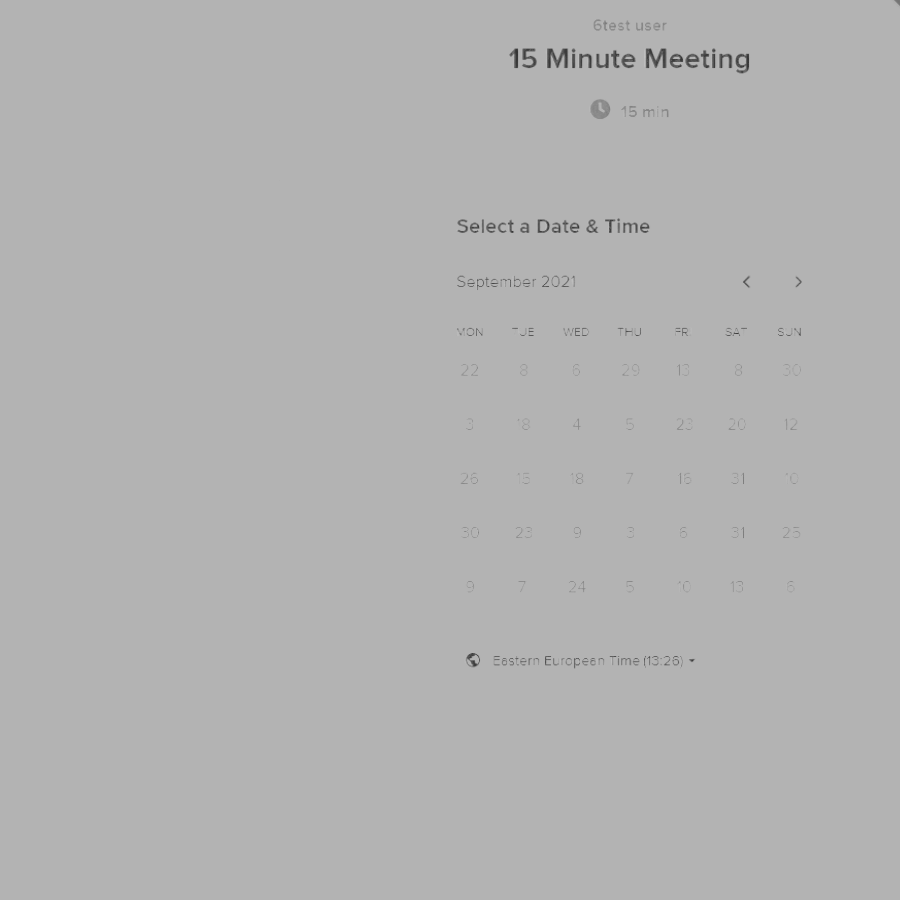 6test user
15 Minute Meeting
15 min
Select a Date & Time
September 2021
MON TUE WED THU FRI SAT SUN
22 8 6 29 13 8 30
3 18 4 5 23 20 12
26 15 18 7 16 31 10
30 23 9 3 6 31 25
9 7 24 5 10 13 6
Eastern European Time (13:26)